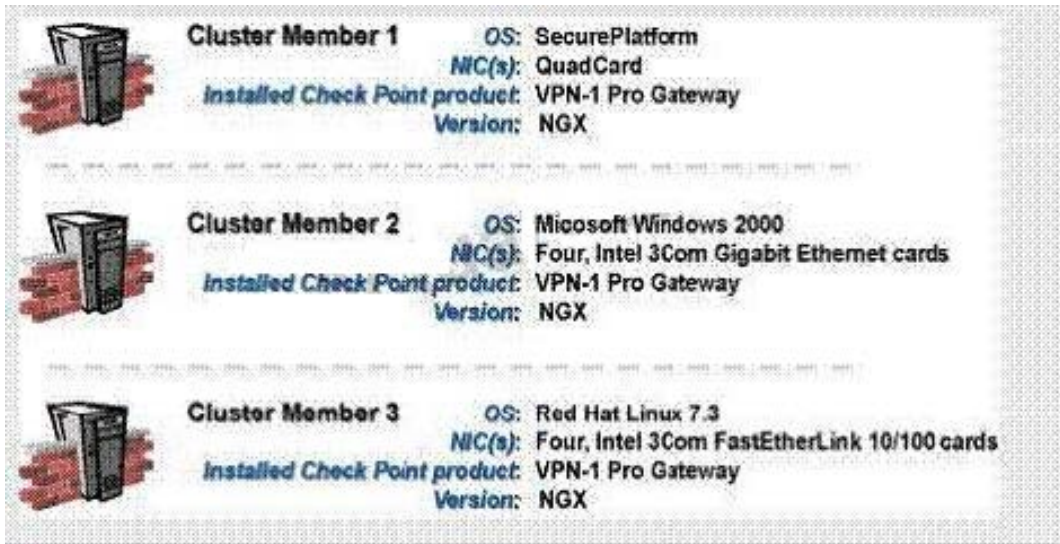 Cluster Member 1 OS: SecurePlatform
NIC(s): QuadCard
Installed Check Point product: VPN-1 Pro Gateway
Version: NGX
Cluster Member 2 OS: Micosoft Windows 2000
NIC(s): Four, Intel 3Com Gigabit Ethernet cards
Installed Check Point product: VPN-1 Pro Gateway
Version: NGX
Cluster Member 3 OS: Red Hat Linux 7.3
NIC(s): Four, Intel 3Com FastEtherLink 10/100 cards
Installed Check Point product: VPN-1 Pro Gateway
Version: NGX